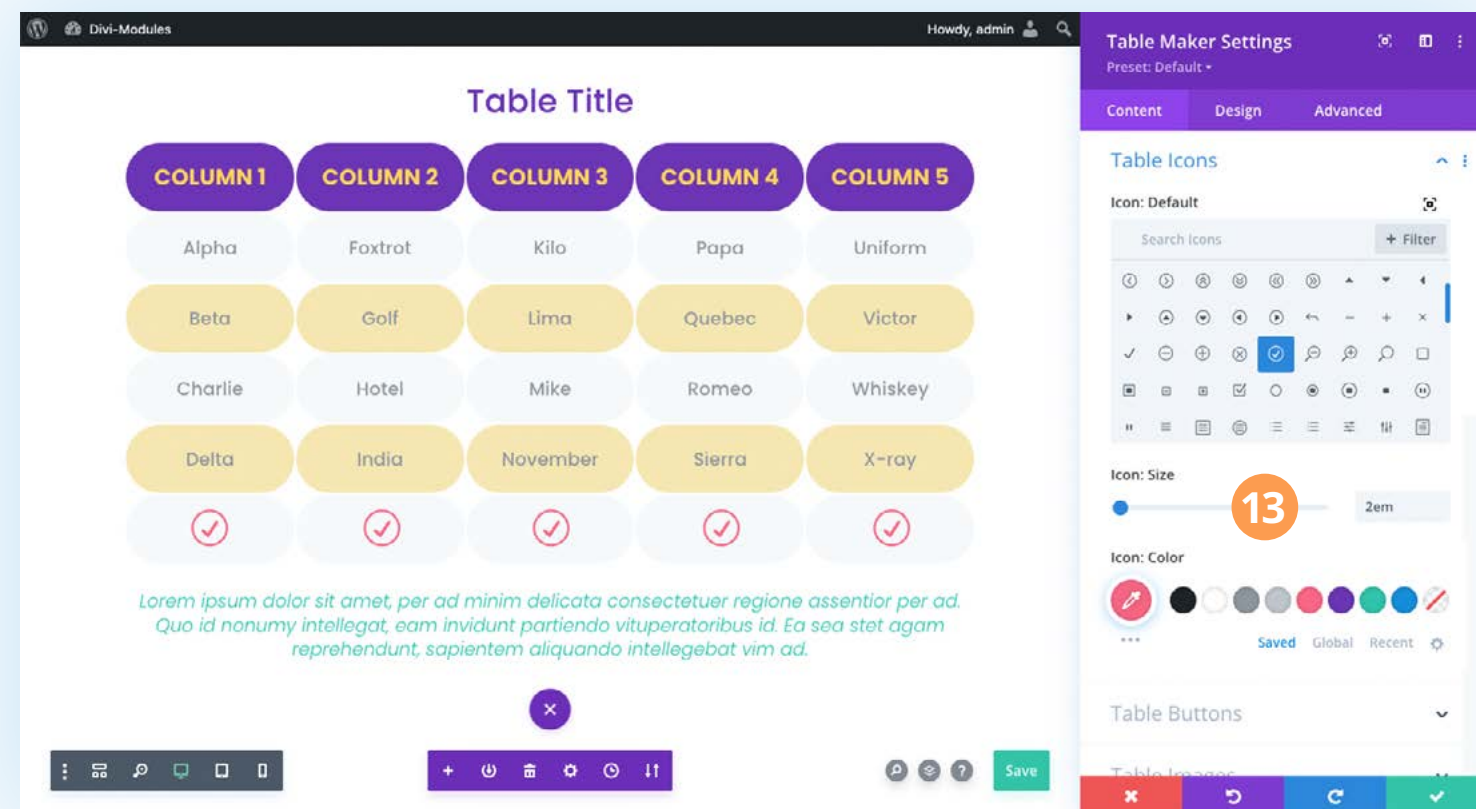 Divi-Modules
Howdy, admin
Table Title
COLUMN 1 COLUMN 2 COLUMN 3 COLUMN 4 COLUMN 5
Alpha Foxtrot Kilo Papa Uniform
Beta Golf Lima Quebec Victor
Charlie Hotel Mike Romeo Whiskey
Delta India November Sierra X-ray
Lorem ipsum dolor sit amet, per ad minim delicata consectetuer regione assentior per ad.
Quo id nonumy intellegat, eam invidunt partiendo vituperatoribus id. Ea sea stet agam
reprehendunt, sapientem aliquando intellegebat vim ad.
Save
Table Maker Settings
Preset: Default
Content Design Advanced
Table Icons
Icon: Default
Search Icons + Filter
Icon: Size
13
2em
Icon: Color
Saved Global Recent
Table Buttons
Table Images